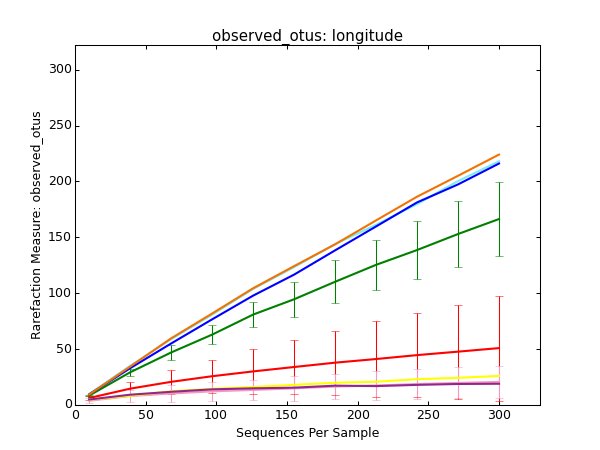 observed_otus: longitude
Rarefaction Measure: observed_otus
300
250
200
150
100
50
0
0 50 100 150 200 250 300
Sequences Per Sample